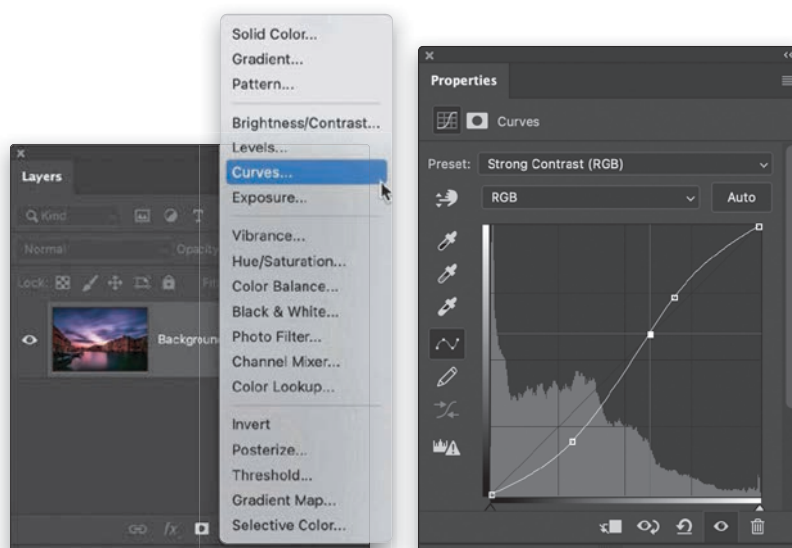 Solid Color...
Gradient...
Pattern...
Brightness/Contrast...
Levels...
Curves...
Exposure...
Vibrance...
Hue/Saturation...
Color Balance...
Black & White...
Photo Filter...
Channel Mixer...
Color Lookup...
Invert
Posterize...
Threshold...
Gradient Map...
Selective Color...
Layers
Kind
Normal
Opacity
Lock:
Background
fx
Properties
Curves
Preset: Strong Contrast (RGB)
RGB
Auto